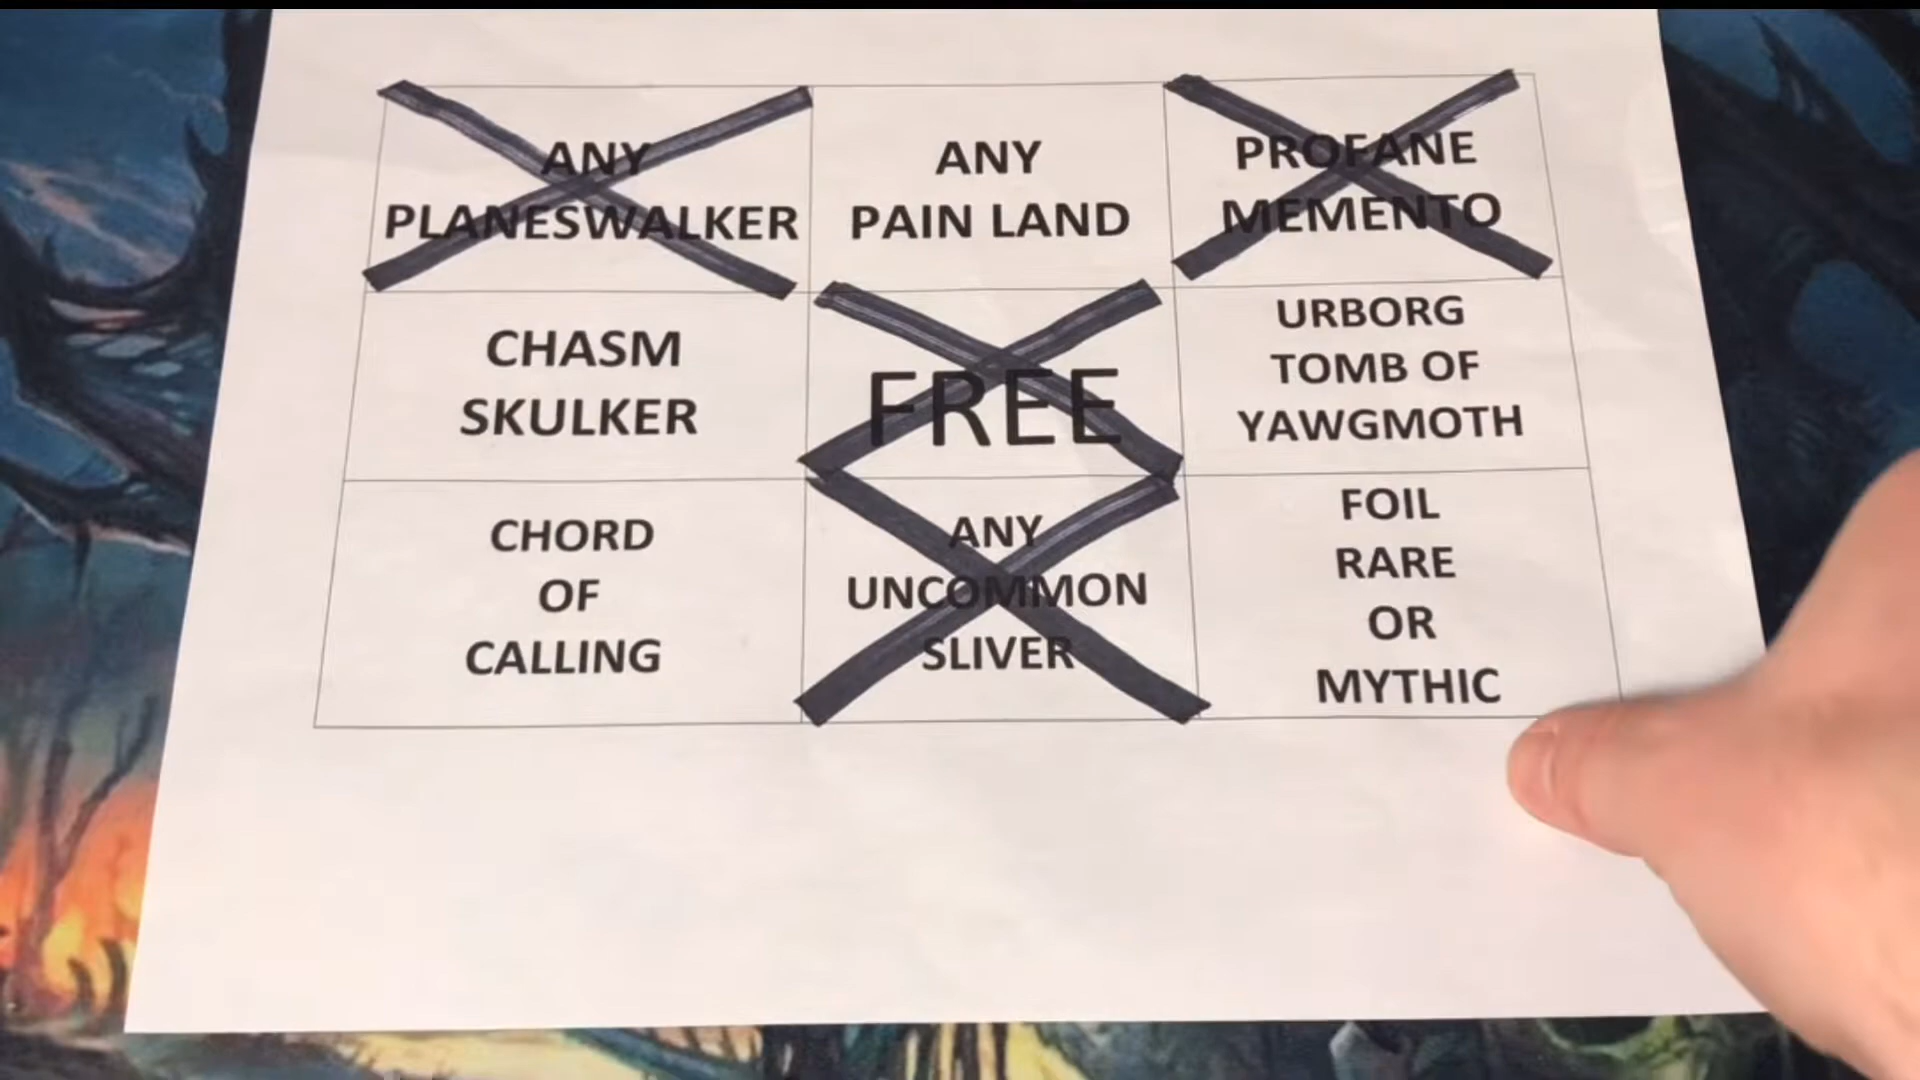 ANY
PLANESWALKER
ANY
PAIN LAND
PROFANE
MEMENTO
CHASM
SKULKER
FREE
URBORG
TOMB OF
YAWGMOTH
CHORD
OF
CALLING
ANY
UNCOMMON
SLIVER
FOIL
RARE
OR
MYTHIC